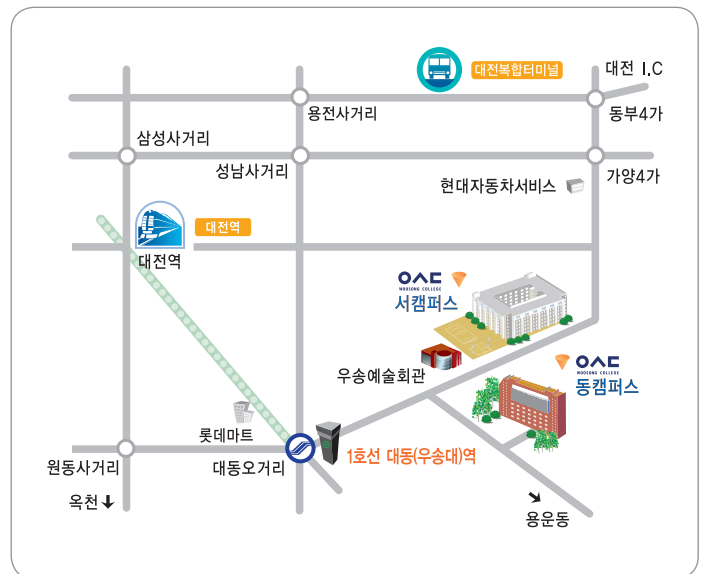 대전복합터미널
대전 I.C
용전사거리
동부4가
삼성사거리
성남사거리
가양4가
현대자동차서비스
대전역
대전역
WOOSONG COLLEGE
서캠퍼스
우송예술회관
WOOSONG COLLEGE
동캠퍼스
롯데마트
원동사거리
대동오거리
1호선 대동(우송대)역
옥천
용운동